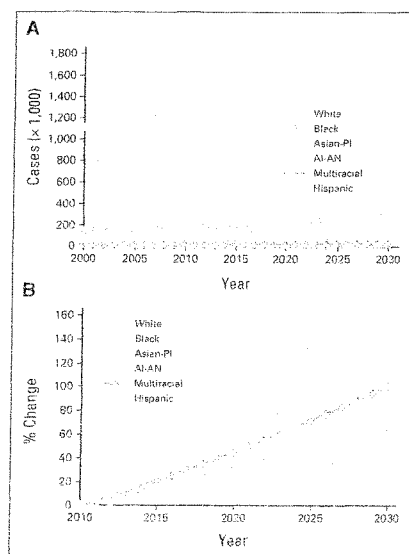 A
1,800
1,600
1,400
1,200
1,000
800
600
400
200
0
Cases (× 1,000)
White
Black
Asian-PI
AI-AN
Multiracial
Hispanic
2000 2005 2010 2015 2020 2025 2030
Year
B
160
140
120
100
80
60
40
20
0
% Change
White
Black
Asian-PI
AI-AN
Multiracial
Hispanic
2010 2015 2020 2025 2030
Year